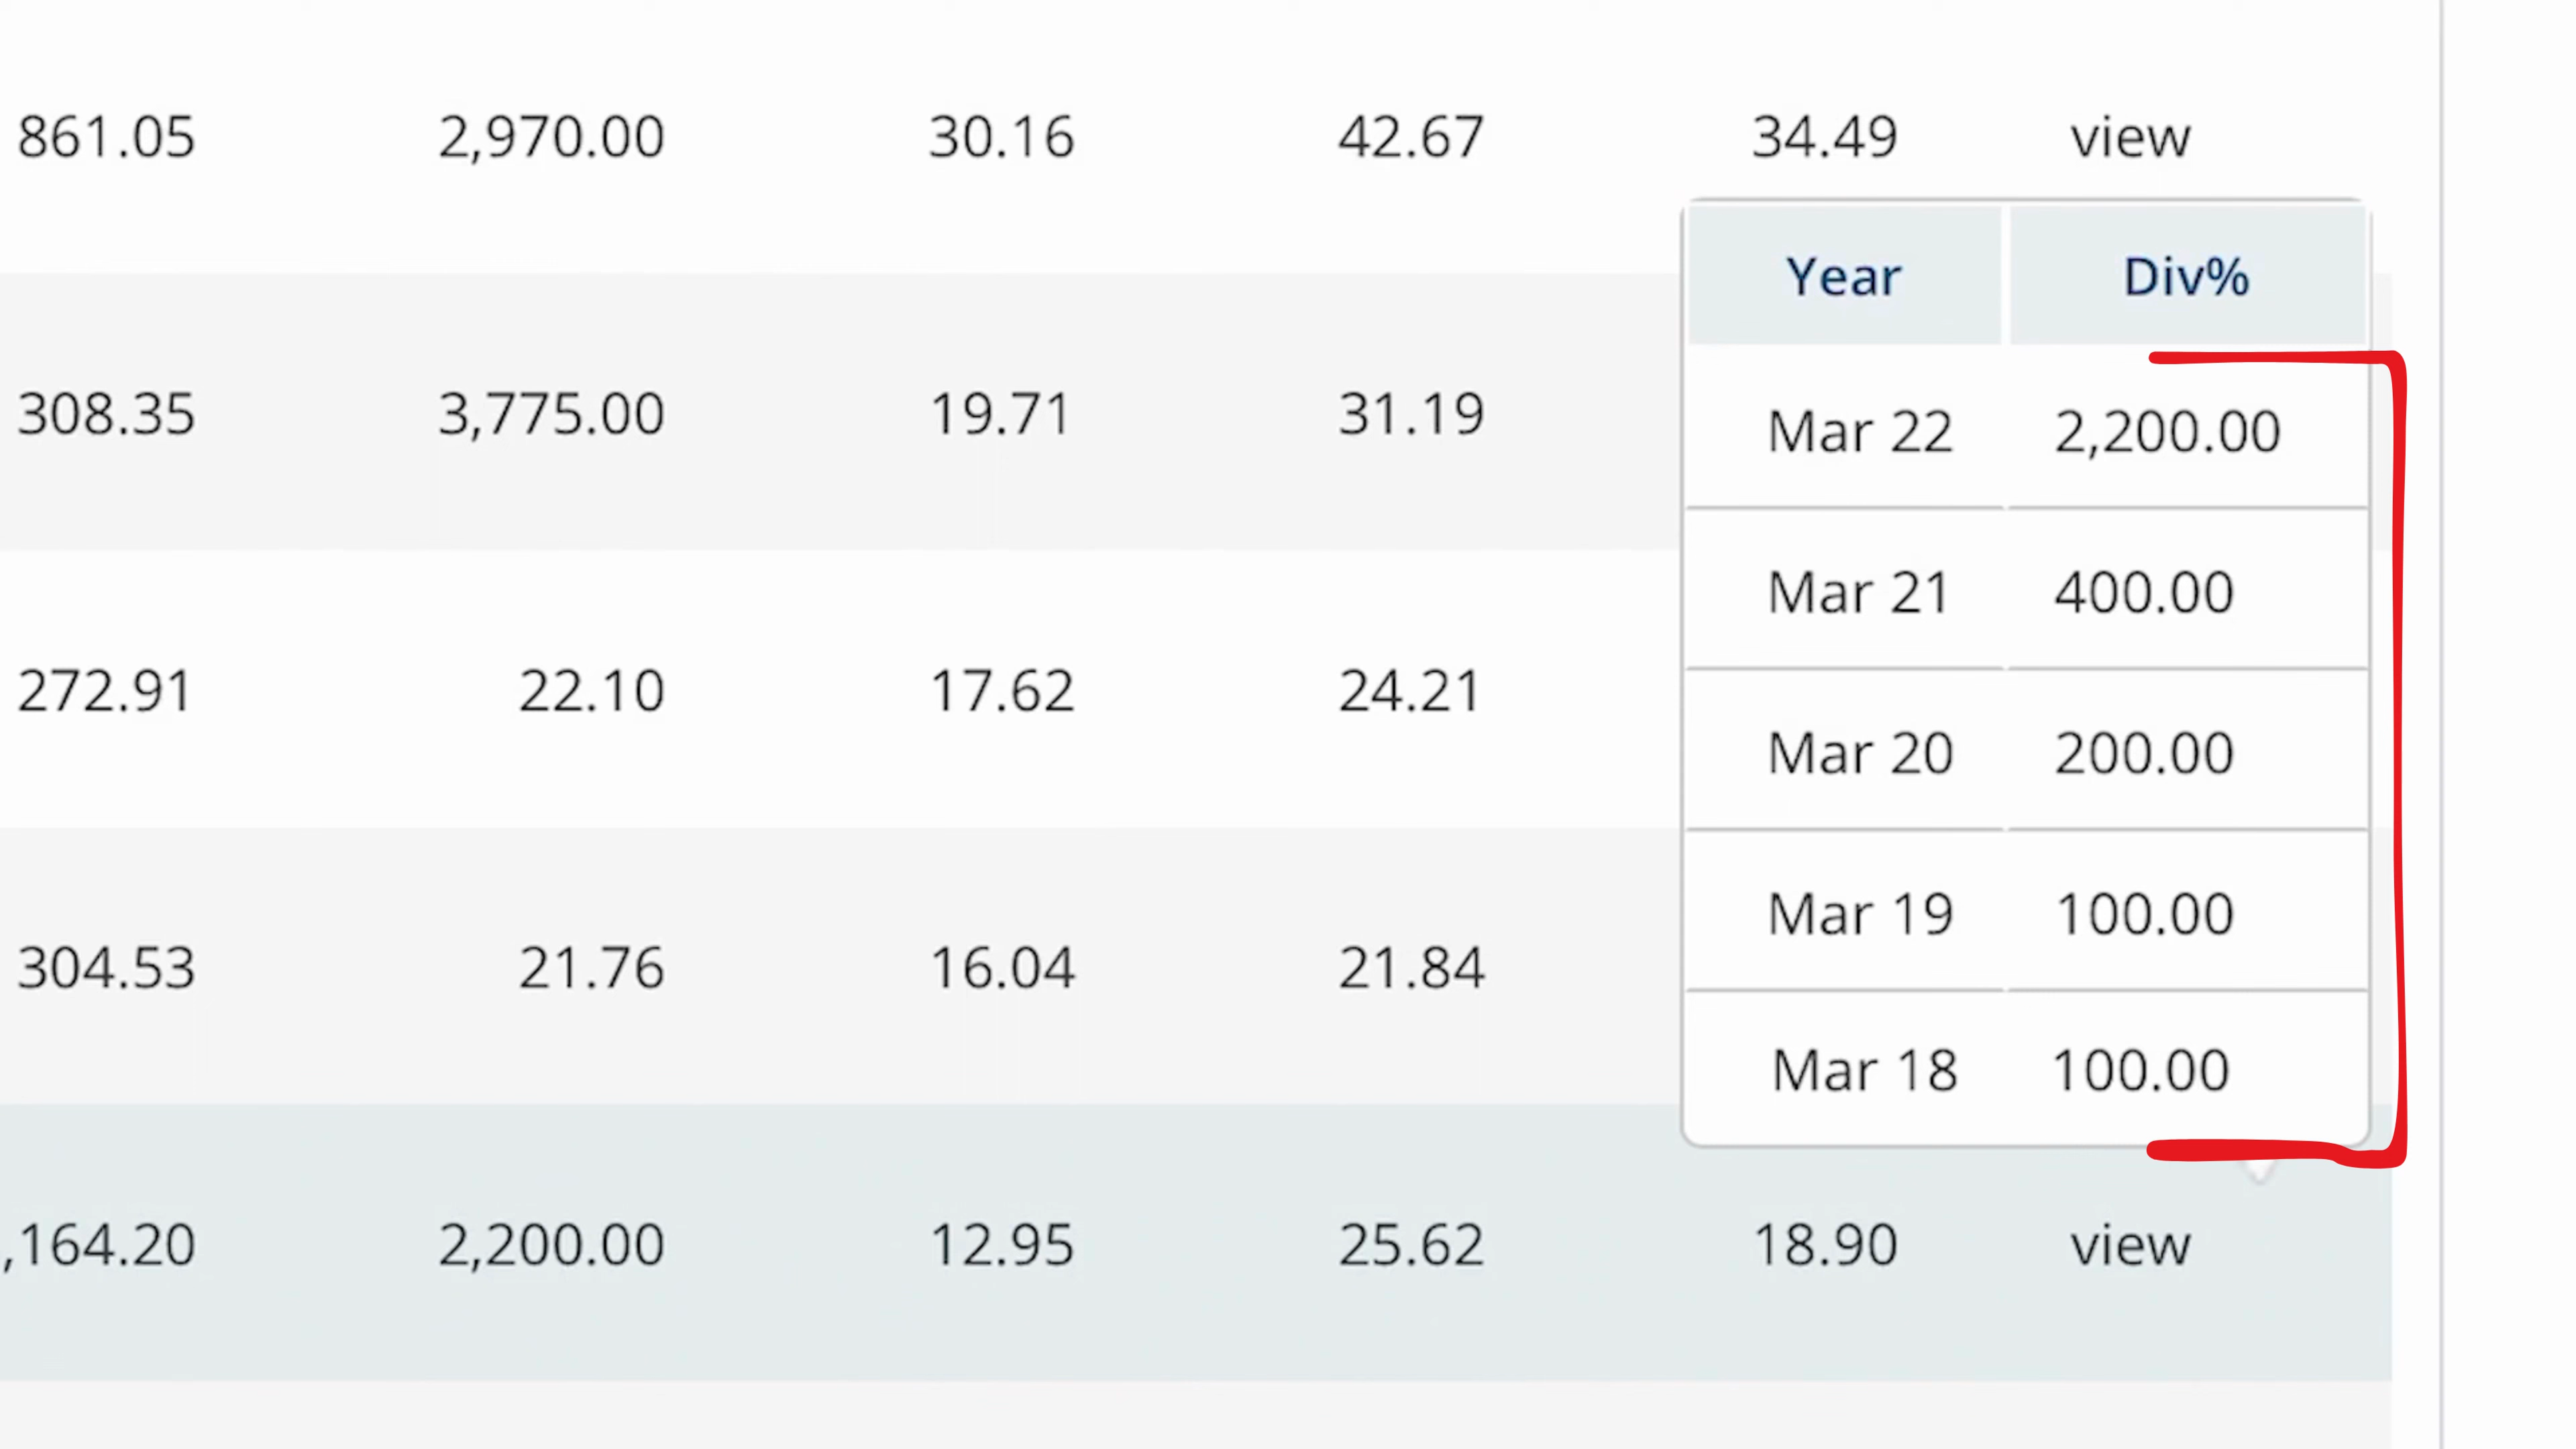 861.05 2,970.00 30.16 42.67 34.49 view
Year Div%
308.35 3,775.00 19.71 31.19
Mar 22 2,200.00
Mar 21 400.00
272.91 22.10 17.62 24.21
Mar 20 200.00
Mar 19 100.00
304.53 21.76 16.04 21.84
Mar 18 100.00
,164.20 2,200.00 12.95 25.62 18.90 view